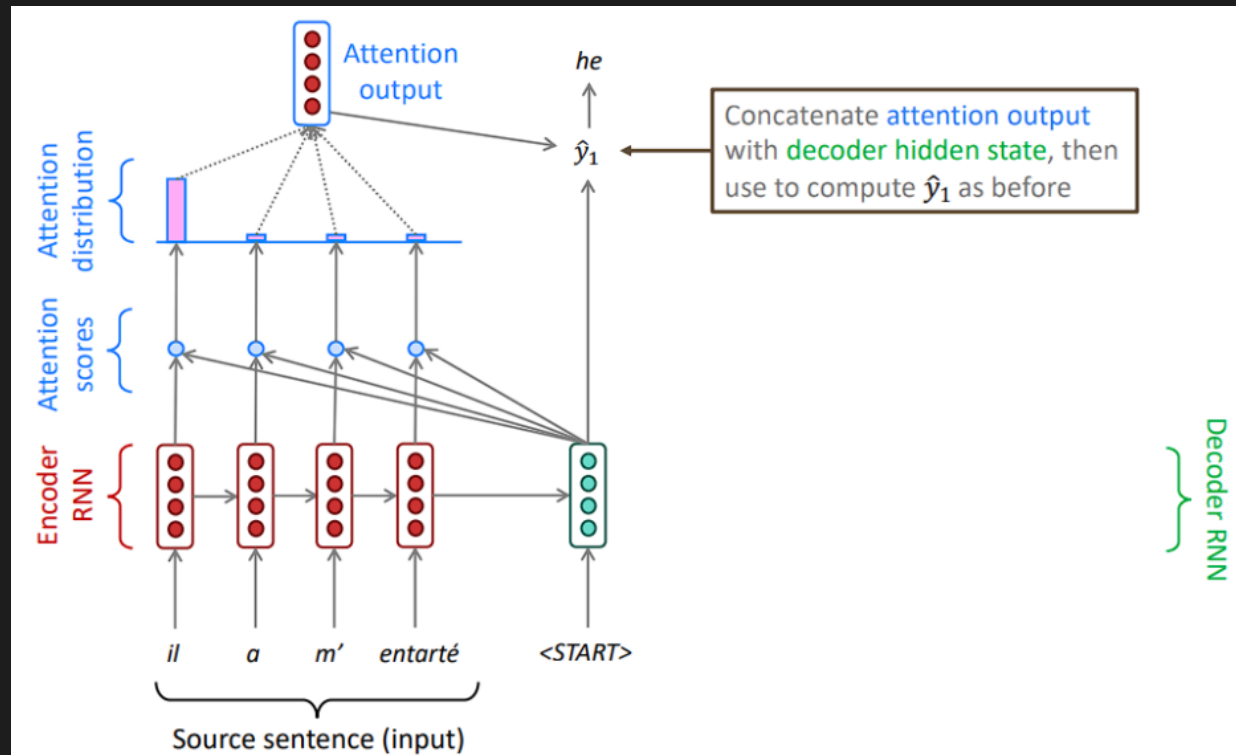 Attention
output
he
ŷ₁
Concatenate attention output
with decoder hidden state, then
use to compute ŷ₁ as before
Attention
distribution
Attention
scores
Encoder
RNN
Decoder RNN
il a m’ entarté <START>
Source sentence (input)